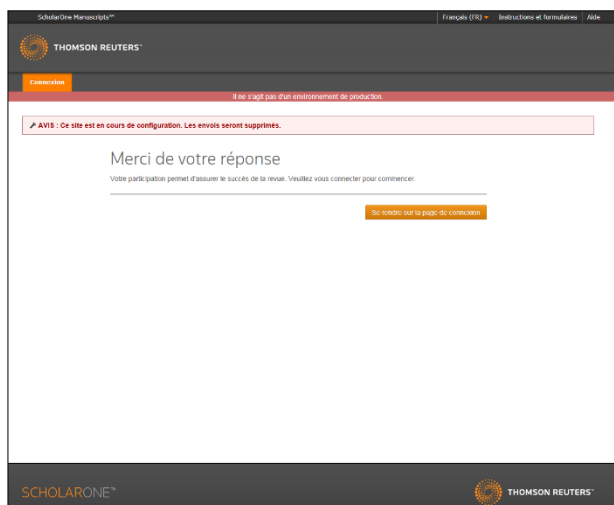 ScholarOne Manuscripts™
Français (FR) Instructions et formulaires Aide
THOMSON REUTERS™
Connexion
Il ne s'agit pas d'un environnement de production.
AVIS : Ce site est en cours de configuration. Les envois seront supprimés.
Merci de votre réponse
Votre participation permet d'assurer le succès de la revue. Veuillez vous connecter pour commencer.
Se rendre sur la page de connexion
SCHOLARONE™
THOMSON REUTERS™